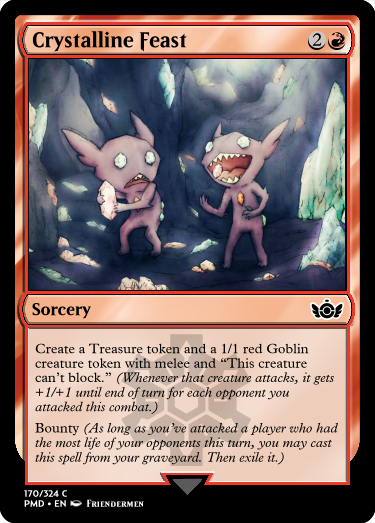 Crystalline Feast 2
Sorcery
Create a Treasure token and a 1/1 red Goblin
creature token with melee and “This creature
can’t block.” (Whenever that creature attacks, it gets
+1/+1 until end of turn for each opponent you
attacked this combat.)
Bounty (As long as you’ve attacked a player who had
the most life of your opponents this turn, you may cast
this spell from your graveyard. Then exile it.)
170/324 C
PMD • EN FRIENDERMEN